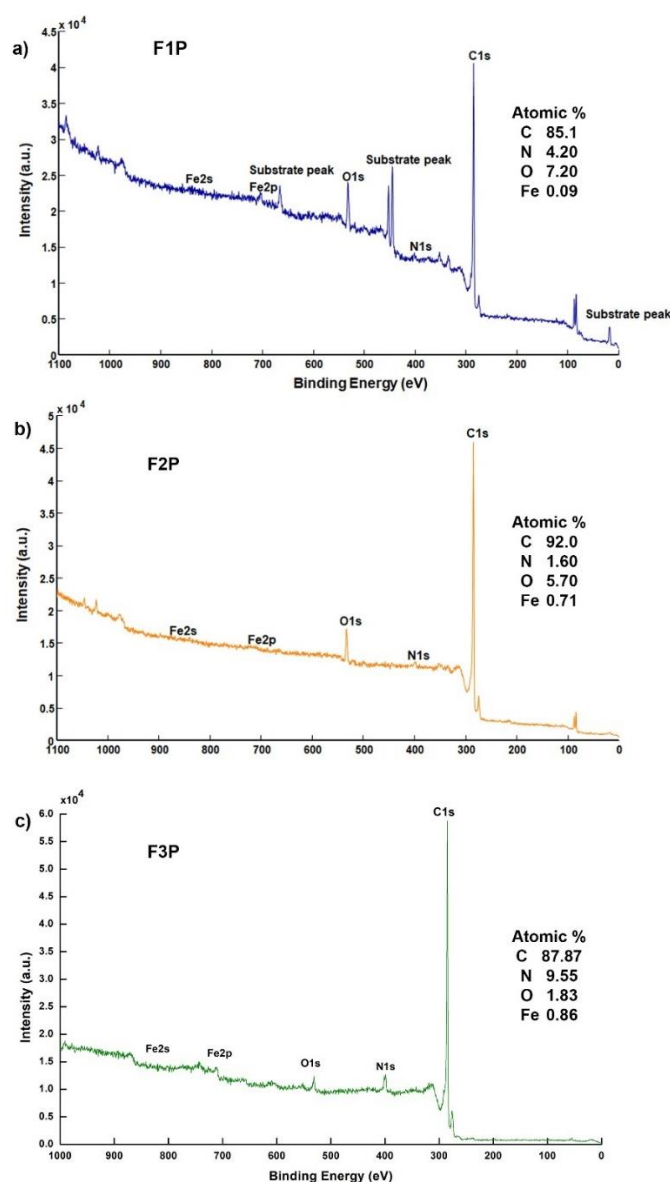 a)
F1P
x 10^4
4.5
4
3.5
3
2.5
2
1.5
1
0.5
0
Intensity (a.u.)
1100 1000 900 800 700 600 500 400 300 200 100 0
Binding Energy (eV)
C1s
Substrate peak
Substrate peak
O1s
Fe2s
Fe2p
N1s
Substrate peak
Atomic %
C 85.1
N 4.20
O 7.20
Fe 0.09
b)
F2P
x 10^4
5
4.5
4
3.5
3
2.5
2
1.5
1
0.5
0
Intensity (a.u.)
1100 1000 900 800 700 600 500 400 300 200 100 0
Binding Energy (eV)
C1s
O1s
Fe2s
Fe2p
N1s
Atomic %
C 92.0
N 1.60
O 5.70
Fe 0.71
c)
F3P
x10^4
6.0
5.0
5.0
4.0
4.0
3.0
3.0
2.0
2.0
1.0
1.0
0.0
Intensity (a.u.)
1000 900 800 700 600 500 400 300 200 100 0
Binding Energy (eV)
C1s
Fe2s
Fe2p
O1s
N1s
Atomic %
C 87.87
N 9.55
O 1.83
Fe 0.86